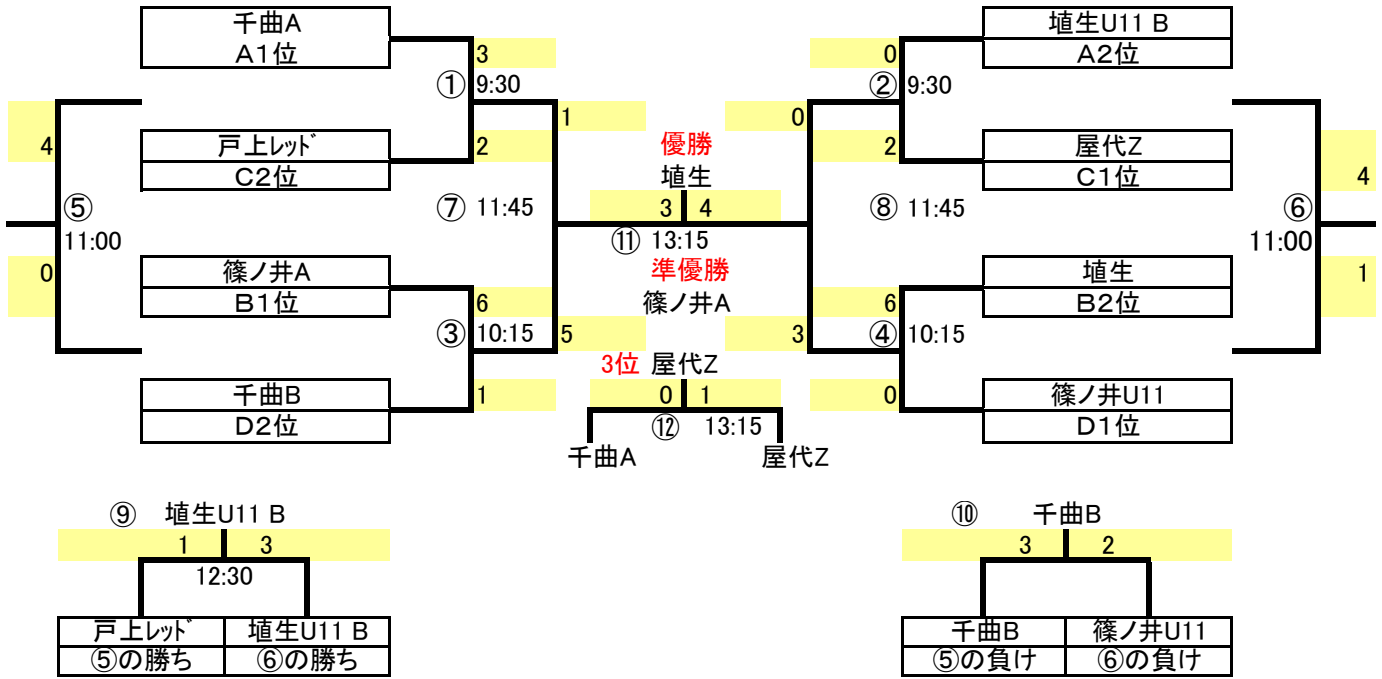 千曲A
A1位
3
①
9:30
4
戸上ﾚｯﾄﾞ
C2位
2
1
⑤
11:00
⑦
11:45
0
篠ノ井A
B1位
6
③
10:15
5
千曲B
D2位
1
優勝
埴生
3
4
⑪
13:15
準優勝
篠ノ井A
3位
屋代Z
0
1
⑫
13:15
千曲A
屋代Z
埴生U11 B
A2位
0
②
9:30
0
2
屋代Z
C1位
4
⑧
11:45
⑥
11:00
埴生
B2位
6
1
3
④
10:15
0
篠ノ井U11
D1位
⑨
埴生U11 B
1
3
12:30
戸上ﾚｯﾄﾞ
埴生U11 B
⑤の勝ち
⑥の勝ち
⑩
千曲B
3
2
千曲B
篠ノ井U11
⑤の負け
⑥の負け